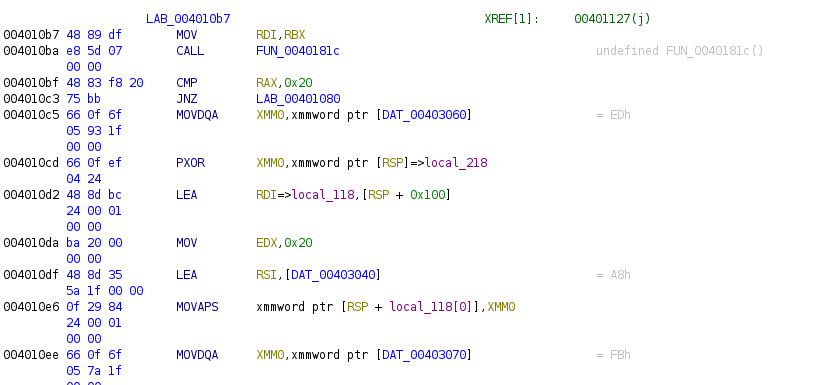 LAB_004010b7 XREF[1]: 00401127(j)
004010b7 48 89 df MOV RDI,RBX
004010ba e8 5d 07 CALL FUN_0040181c undefined FUN_0040181c()
00 00
004010bf 48 83 f8 20 CMP RAX,0x20
004010c3 75 bb JNZ LAB_00401080
004010c5 66 0f 6f MOVDQA XMM0,xmmword ptr [DAT_00403060] = EDh
05 93 1f
00 00
004010cd 66 0f ef PXOR XMM0,xmmword ptr [RSP]=>local_218
04 24
004010d2 48 8d bc LEA RDI=>local_118,[RSP + 0x100]
24 00 01
00 00
004010da ba 20 00 MOV EDX,0x20
00 00
004010df 48 8d 35 LEA RSI,[DAT_00403040] = A8h
5a 1f 00 00
004010e6 0f 29 84 MOVAPS xmmword ptr [RSP + local_118[0]],XMM0
24 00 01
00 00
004010ee 66 0f 6f MOVDQA XMM0,xmmword ptr [DAT_00403070] = FBh
05 7a 1f
00 00